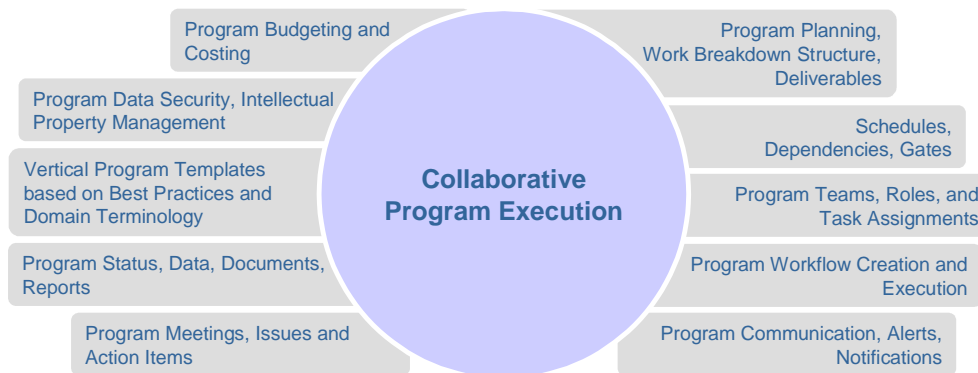 Program Budgeting and
Costing
Program Data Security, Intellectual
Property Management
Vertical Program Templates
based on Best Practices and
Domain Terminology
Program Status, Data, Documents,
Reports
Program Meetings, Issues and
Action Items
Collaborative
Program Execution
Program Planning,
Work Breakdown Structure,
Deliverables
Schedules,
Dependencies, Gates
Program Teams, Roles, and
Task Assignments
Program Workflow Creation and
Execution
Program Communication, Alerts,
Notifications